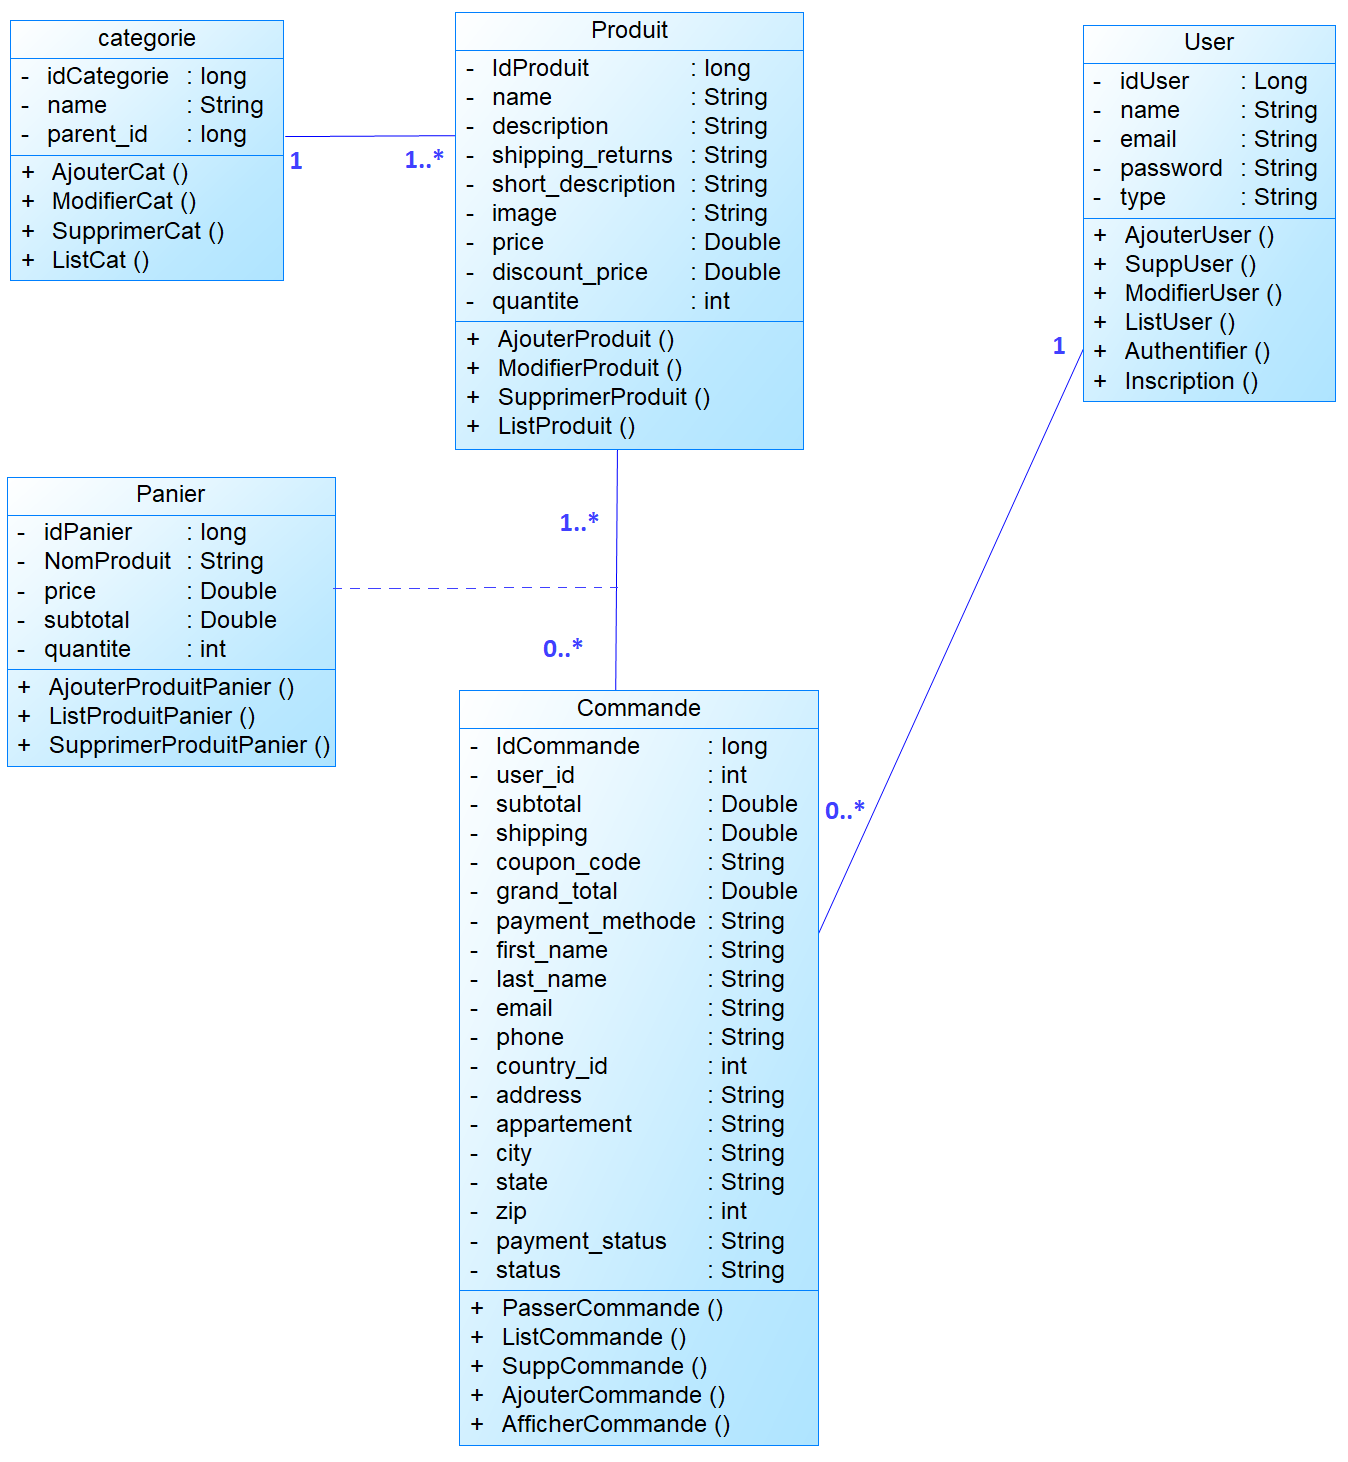 categorie
- idCategorie : long
- name : String
- parent_id : long
+ AjouterCat ()
+ ModifierCat ()
+ SupprimerCat ()
+ ListCat ()
1
1..*
Produit
- IdProduit : long
- name : String
- description : String
- shipping_returns : String
- short_description : String
- image : String
- price : Double
- discount_price : Double
- quantite : int
+ AjouterProduit ()
+ ModifierProduit ()
+ SupprimerProduit ()
+ ListProduit ()
User
- idUser : Long
- name : String
- email : String
- password : String
- type : String
+ AjouterUser ()
+ SuppUser ()
+ ModifierUser ()
+ ListUser ()
+ Authentifier ()
+ Inscription ()
1
Panier
- idPanier : long
- NomProduit : String
- price : Double
- subtotal : Double
- quantite : int
+ AjouterProduitPanier ()
+ ListProduitPanier ()
+ SupprimerProduitPanier ()
1..*
0..*
Commande
- IdCommande : long
- user_id : int
- subtotal : Double
- shipping : Double
- coupon_code : String
- grand_total : Double
- payment_methode : String
- first_name : String
- last_name : String
- email : String
- phone : String
- country_id : int
- address : String
- appartement : String
- city : String
- state : String
- zip : int
- payment_status : String
- status : String
+ PasserCommande ()
+ ListCommande ()
+ SuppCommande ()
+ AjouterCommande ()
+ AfficherCommande ()
0..*